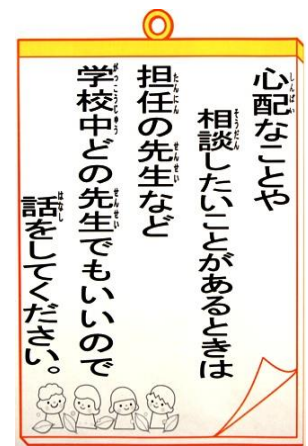 心配なことや
相談したいことがあるときは
担任の先生など
学校中どの先生でもいいので
話をしてください。